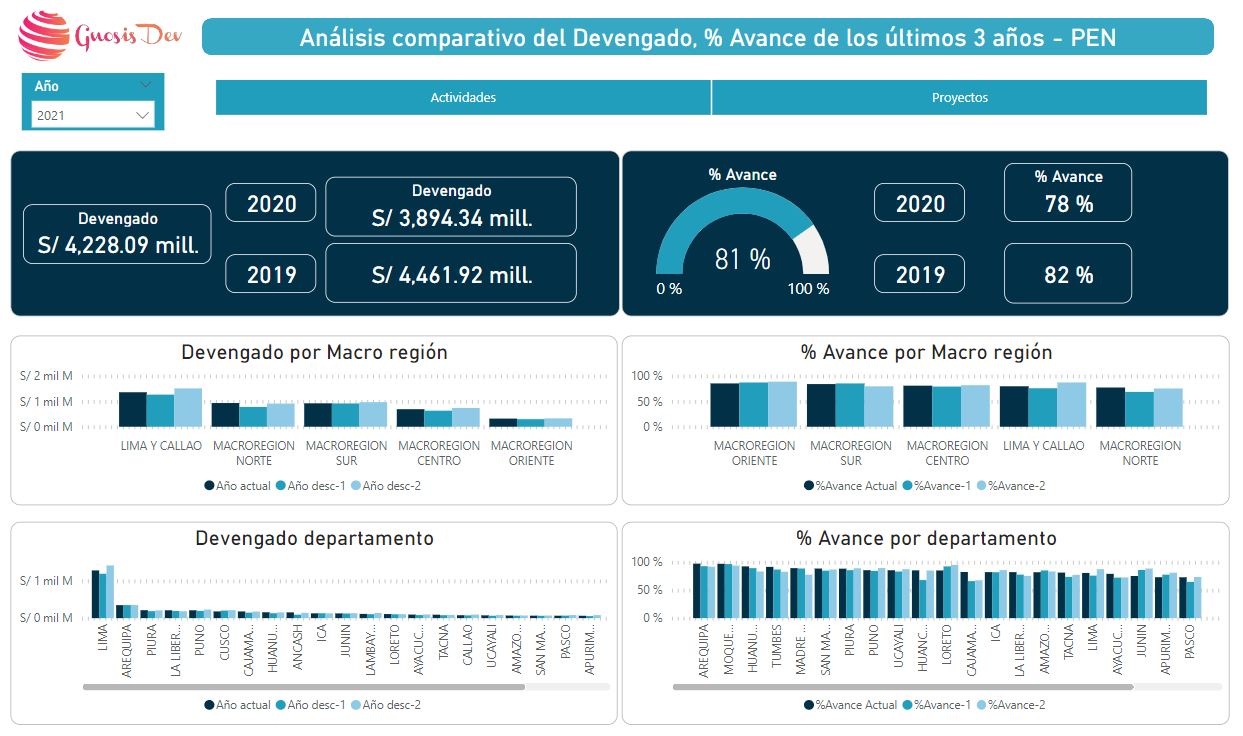 Gnosis Dev
Análisis comparativo del Devengado, % Avance de los últimos 3 años - PEN
Año
2021
Actividades
Proyectos
Devengado
S/ 4,228.09 mill.
2020
Devengado
S/ 3,894.34 mill.
2019
S/ 4,461.92 mill.
% Avance
81 %
0 %
100 %
2020
% Avance
78 %
2019
82 %
Devengado por Macro región
S/ 2 mil M
S/ 1 mil M
S/ 0 mil M
LIMA Y CALLAO
MACROREGION
NORTE
MACROREGION
SUR
MACROREGION
CENTRO
MACROREGION
ORIENTE
Año actual
Año desc-1
Año desc-2
% Avance por Macro región
100 %
50 %
0 %
MACROREGION
ORIENTE
MACROREGION
SUR
MACROREGION
CENTRO
LIMA Y CALLAO
MACROREGION
NORTE
%Avance Actual
%Avance-1
%Avance-2
Devengado departamento
S/ 1 mil M
S/ 0 mil M
LIMA
AREQUIPA
PIURA
LA LIBER...
PUNO
CUSCO
CAJAMA...
HUANU...
ANCASH
ICA
JUNIN
LAMBAY...
LORETO
AYACUC...
TACNA
CALLAO
UCAYALI
AMAZO...
SAN MA...
PASCO
APURIM...
Año actual
Año desc-1
Año desc-2
% Avance por departamento
100 %
50 %
0 %
AREQUIPA
MOQUE...
HUANU...
TUMBES
MADRE ...
SAN MA...
PIURA
PUNO
UCAYALI
HUANC...
LORETO
CAJAMA...
ICA
LA LIBER...
AMAZO...
TACNA
LIMA
AYACUC...
JUNIN
APURIM...
PASCO
%Avance Actual
%Avance-1
%Avance-2